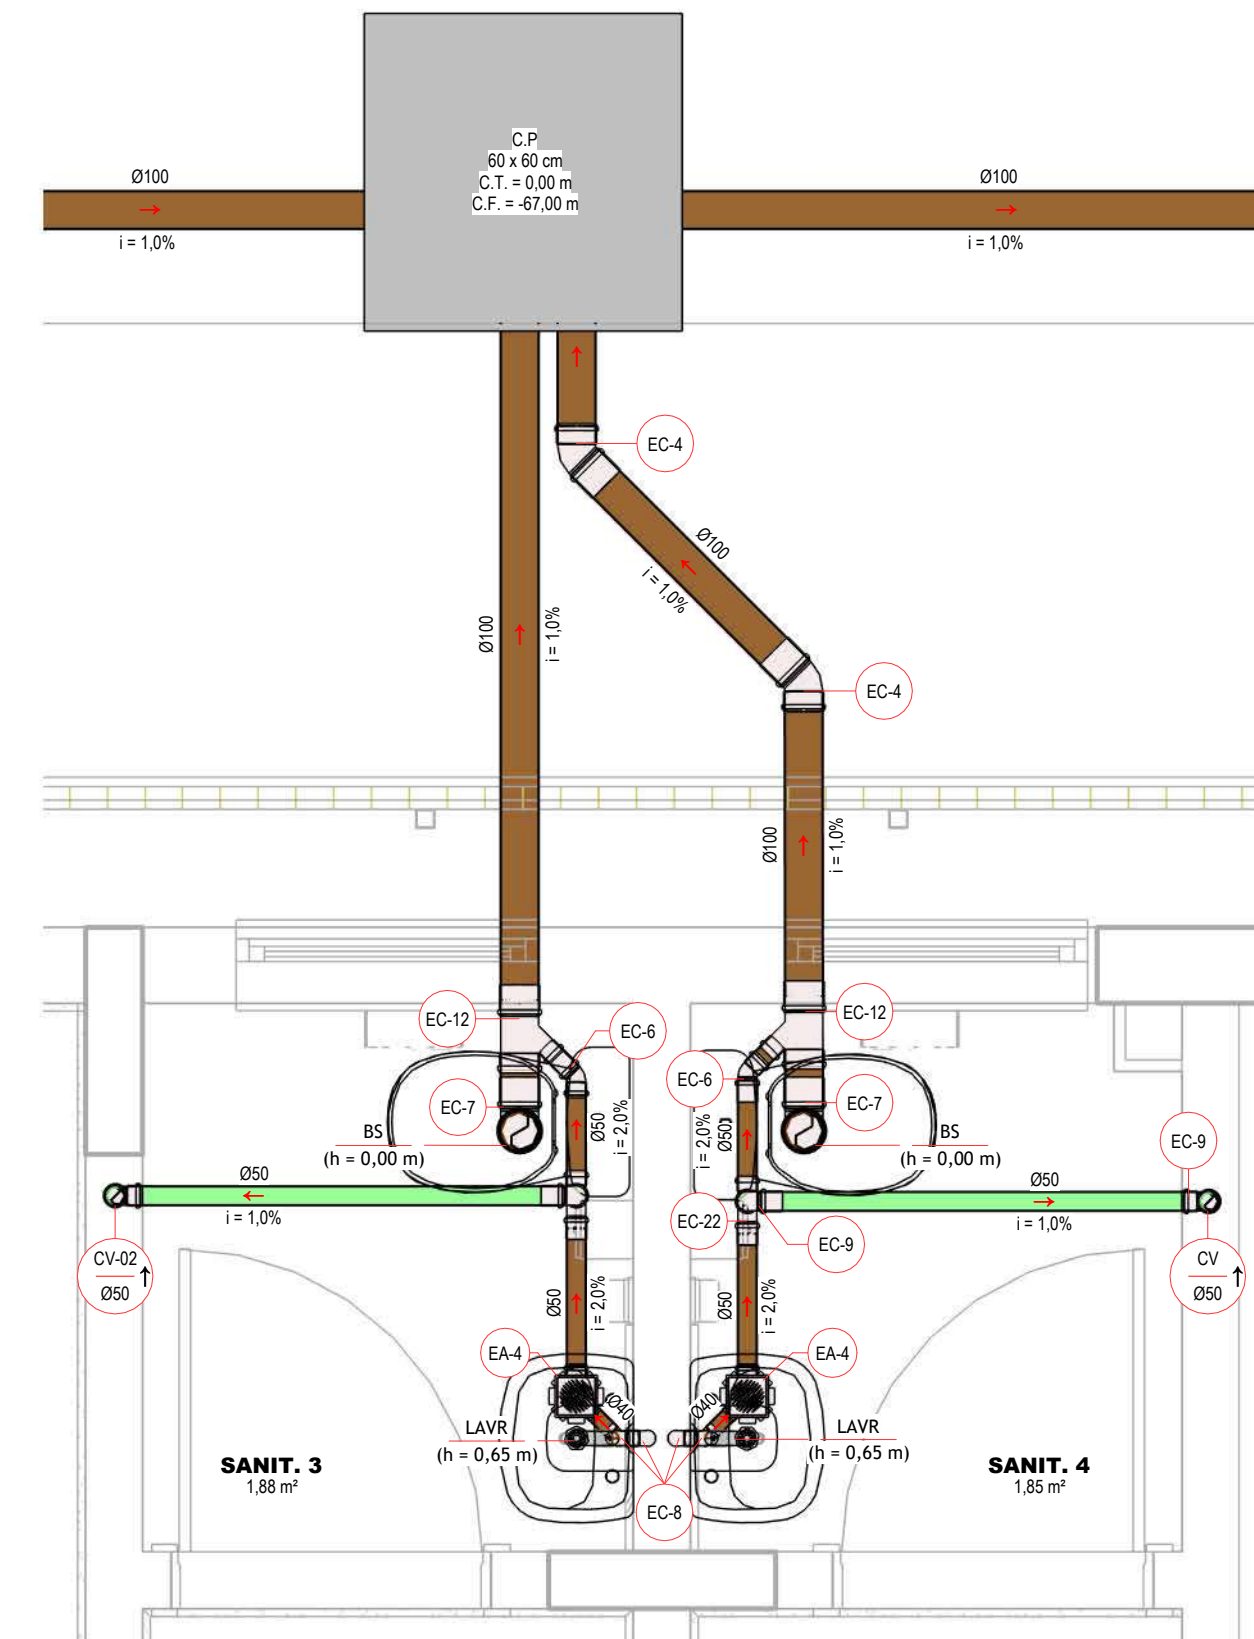 C.P
60 x 60 cm
C.T. = 0,00 m
C.F. = -67,00 m
Ø100
i = 1,0%
Ø100
i = 1,0%
EC-4
Ø100
i = 1,0%
Ø100
i = 1,0%
EC-4
Ø100
i = 1,0%
EC-12
EC-6
EC-12
EC-6
EC-7
EC-7
BS
(h = 0,00 m)
Ø50
i = 2,0%
i = 2,0%
Ø50
BS
(h = 0,00 m)
EC-9
Ø50
i = 1,0%
Ø50
i = 1,0%
EC-22
EC-9
CV-02
Ø50
CV
Ø50
Ø50
i = 2,0%
Ø50
i = 2,0%
EA-4
EA-4
Ø40
Ø40
LAVR
(h = 0,65 m)
LAVR
(h = 0,65 m)
SANIT. 3
1,88 m²
SANIT. 4
1,85 m²
EC-8